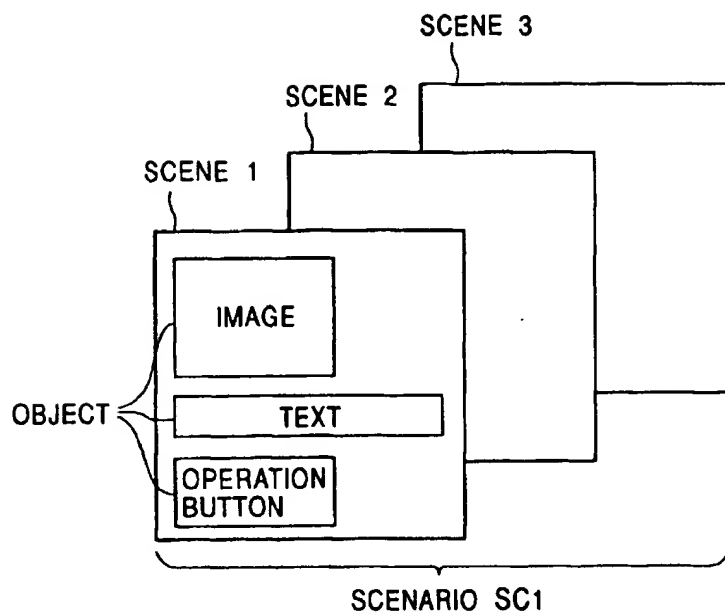 SCENE 3
SCENE 2
SCENE 1
IMAGE
OBJECT
TEXT
OPERATION
BUTTON
SCENARIO SC1